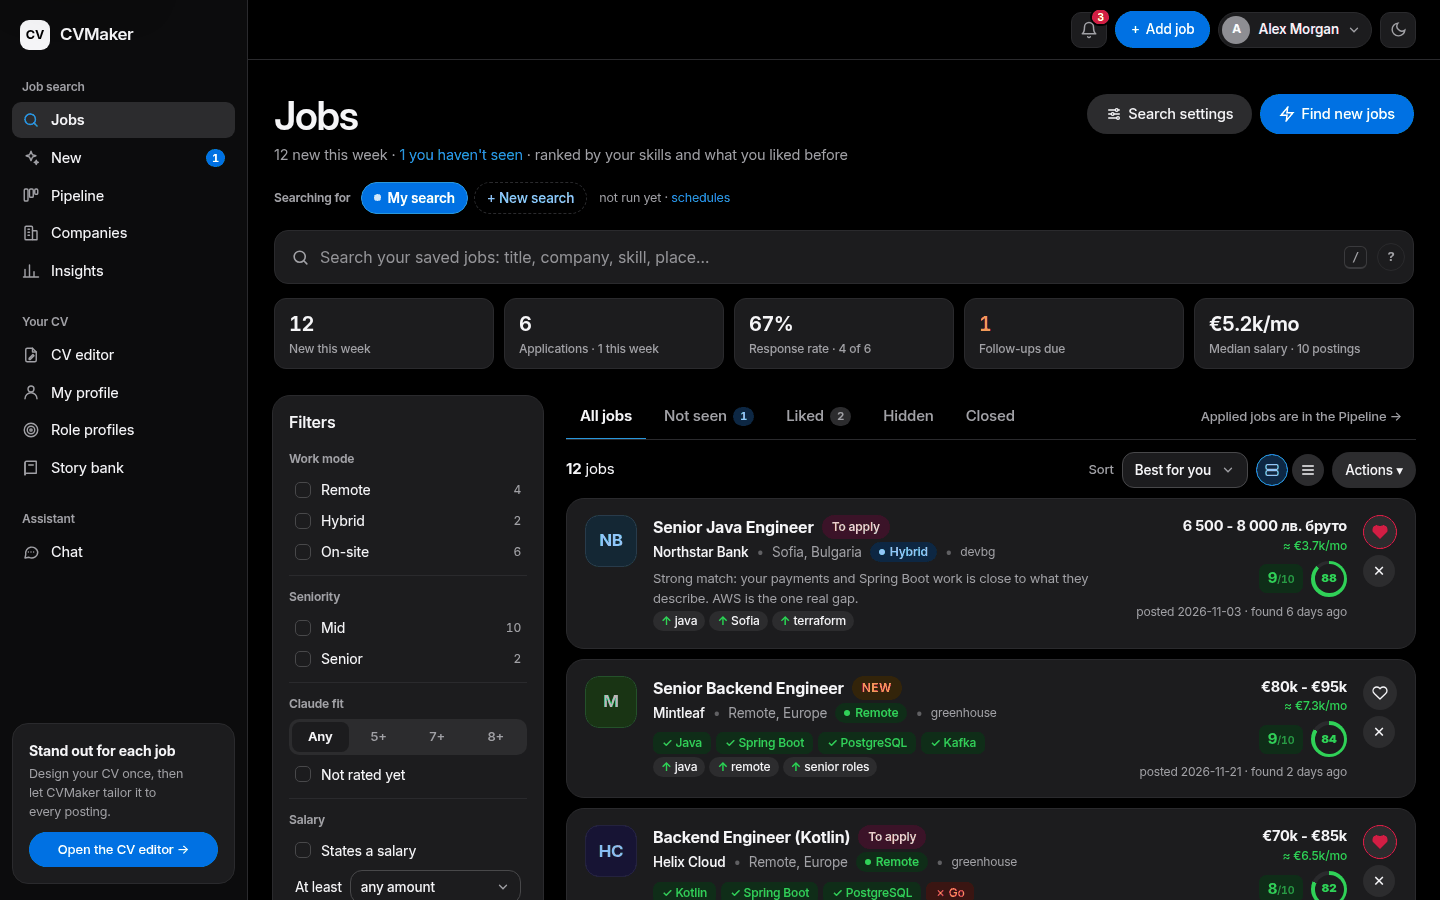 CV CVMaker
3
+ Add job
A Alex Morgan
Job search
Jobs
New 1
Pipeline
Companies
Insights
Your CV
CV editor
My profile
Role profiles
Story bank
Assistant
Chat
Stand out for each job
Design your CV once, then
let CVMaker tailor it to
every posting.
Open the CV editor →
Jobs
Search settings
Find new jobs
12 new this week · 1 you haven't seen · ranked by your skills and what you liked before
Searching for My search + New search not run yet · schedules
Search your saved jobs: title, company, skill, place... / ?
12
New this week
6
Applications · 1 this week
67%
Response rate · 4 of 6
1
Follow-ups due
€5.2k/mo
Median salary · 10 postings
Filters
Work mode
Remote 4
Hybrid 2
On-site 6
Seniority
Mid 10
Senior 2
Claude fit
Any 5+ 7+ 8+
Not rated yet
Salary
States a salary
At least any amount
All jobs Not seen 1 Liked 2 Hidden Closed Applied jobs are in the Pipeline →
12 jobs Sort Best for you Actions ▾
NB
Senior Java Engineer To apply
Northstar Bank • Sofia, Bulgaria Hybrid • devbg
Strong match: your payments and Spring Boot work is close to what they
describe. AWS is the one real gap.
↑ java ↑ Sofia ↑ terraform
6 500 - 8 000 лв. бруто
≈ €3.7k/mo
9/10 88
posted 2026-11-03 · found 6 days ago
×
M
Senior Backend Engineer NEW
Mintleaf • Remote, Europe Remote • greenhouse
✓ Java ✓ Spring Boot ✓ PostgreSQL ✓ Kafka
↑ java ↑ remote ↑ senior roles
€80k - €95k
≈ €7.3k/mo
9/10 84
posted 2026-11-21 · found 2 days ago
×
HC
Backend Engineer (Kotlin) To apply
Helix Cloud • Remote, Europe Remote • greenhouse
✓ Kotlin ✓ Spring Boot ✓ PostgreSQL × Go
€70k - €85k
≈ €6.5k/mo
8/10 82
×